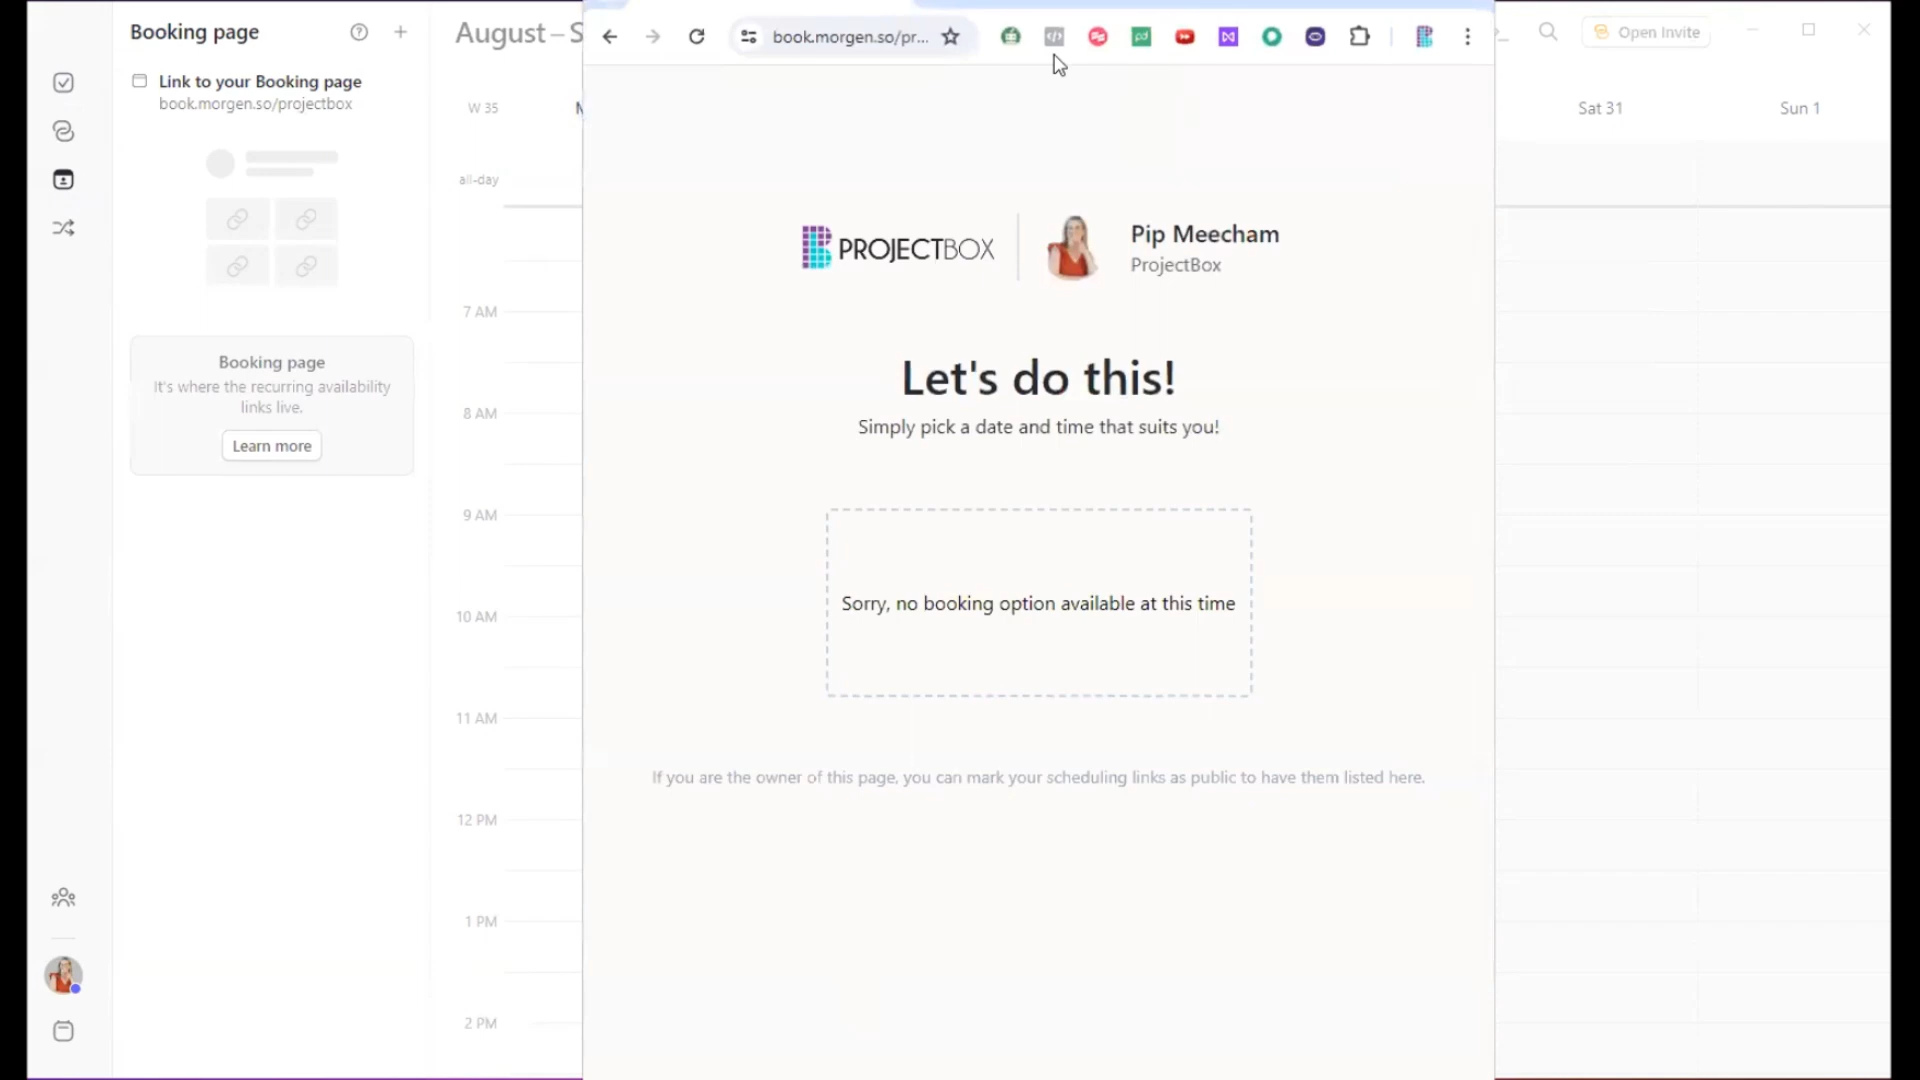 Booking page
Link to your Booking page
book.morgen.so/projectbox
Booking page
It's where the recurring availability
links live.
Learn more
August – S
W 35
all-day
7 AM
8 AM
9 AM
10 AM
11 AM
12 PM
1 PM
2 PM
book.morgen.so/pr...
PROJECTBOX
Pip Meecham
ProjectBox
Let's do this!
Simply pick a date and time that suits you!
Sorry, no booking option available at this time
If you are the owner of this page, you can mark your scheduling links as public to have them listed here.
Open Invite
Sat 31
Sun 1